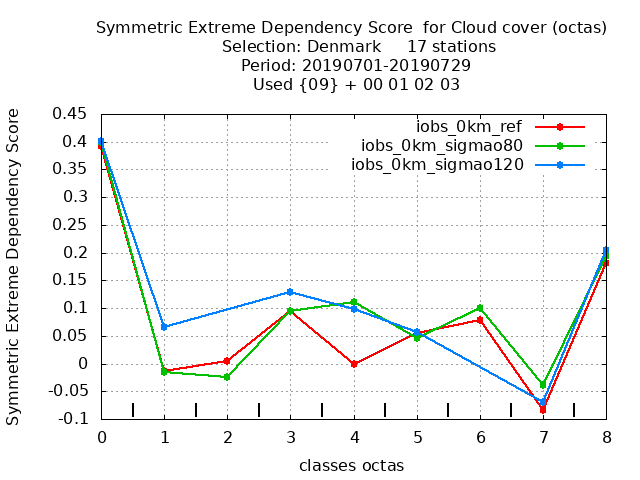 Symmetric Extreme Dependency Score  for Cloud cover (octas)
Selection: Denmark     17 stations
Period: 20190701-20190729
Used {09} + 00 01 02 03
Symmetric Extreme Dependency Score
0.45
0.4
0.35
0.3
0.25
0.2
0.15
0.1
0.05
0
-0.05
-0.1
iobs_0km_ref
iobs_0km_sigmao80
iobs_0km_sigmao120
0 1 2 3 4 5 6 7 8
classes octas